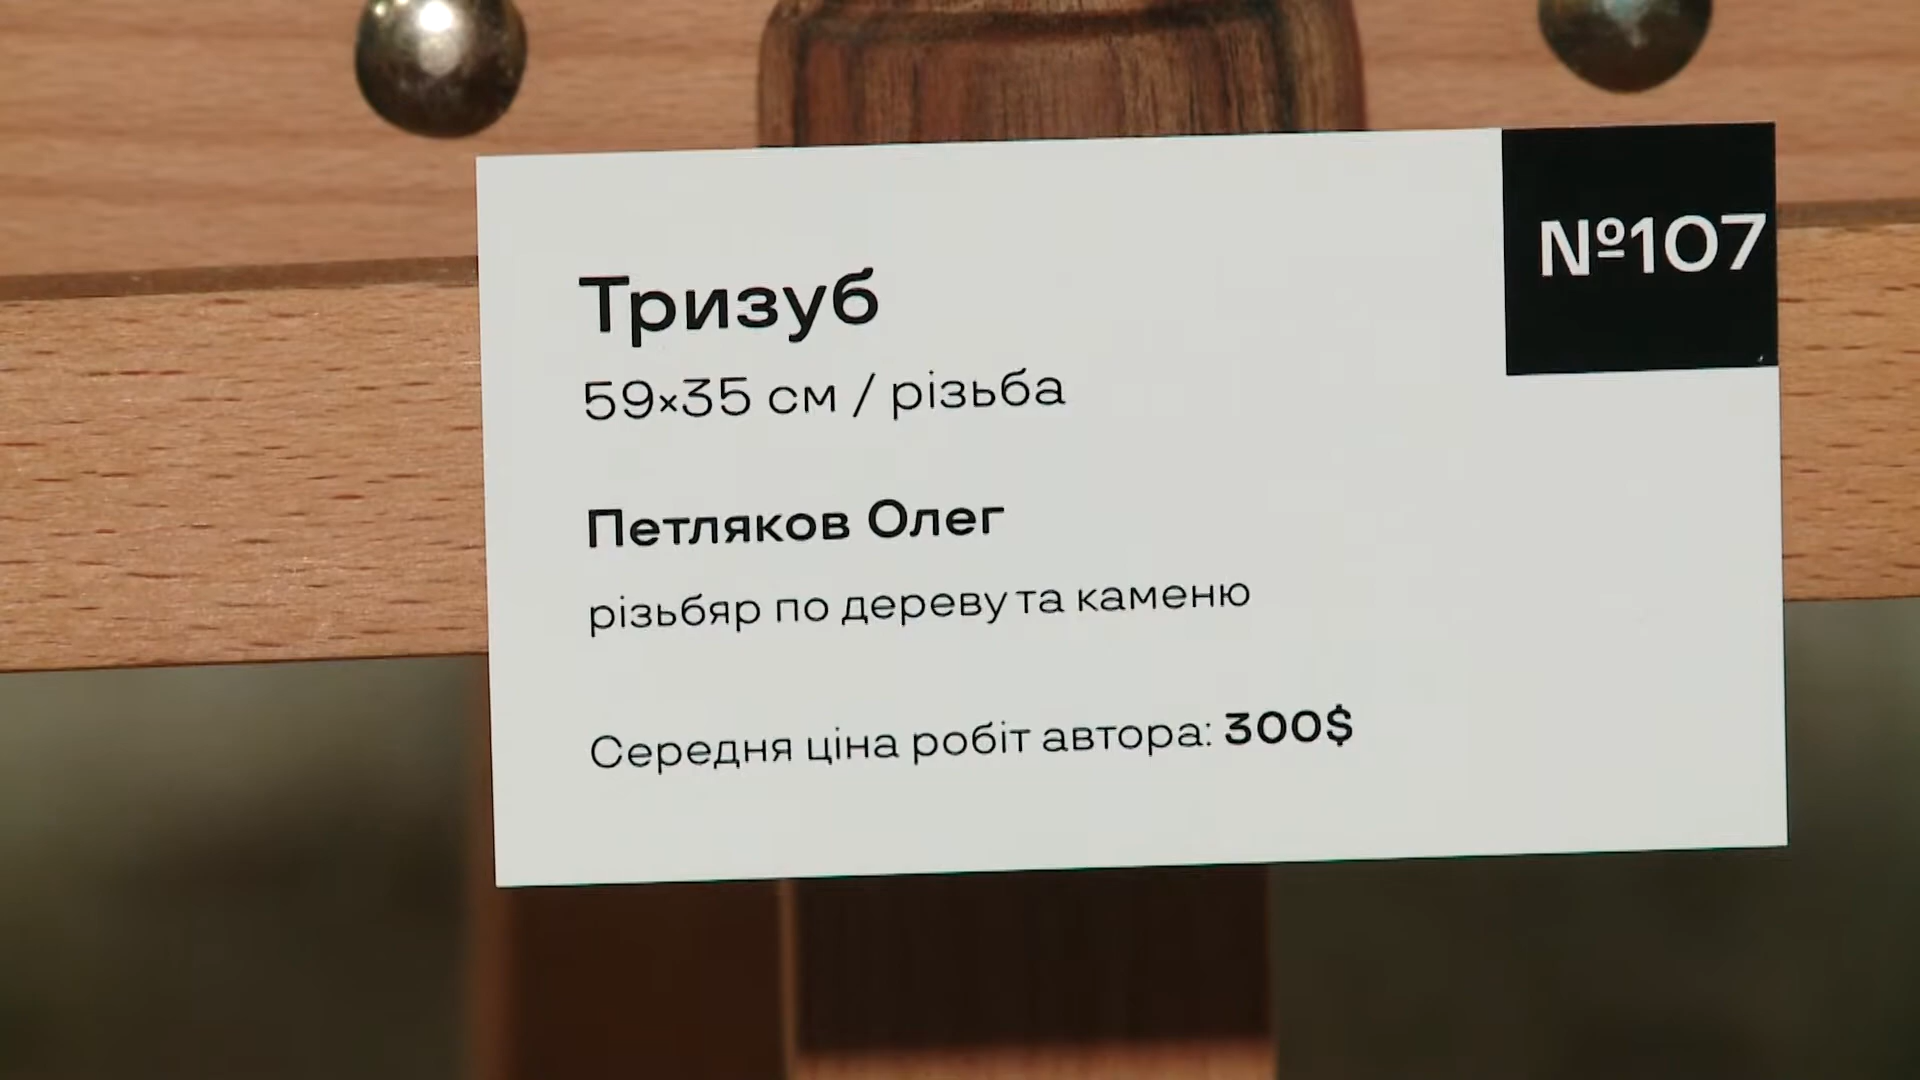 №107
Тризуб
59×35 см / різьба
Петляков Олег
різьбяр по дереву та каменю
Середня ціна робіт автора: 300$